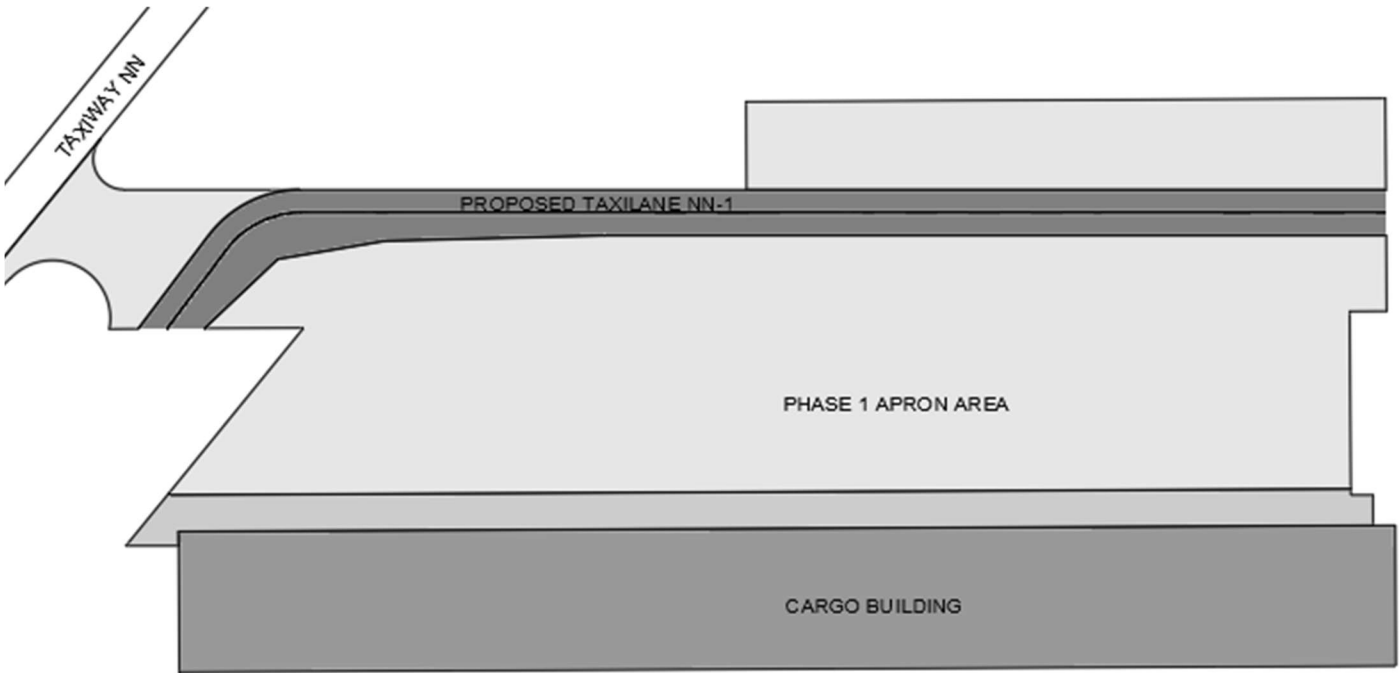 TAXIWAY NN
PROPOSED TAXILANE NN-1
PHASE 1 APRON AREA
CARGO BUILDING